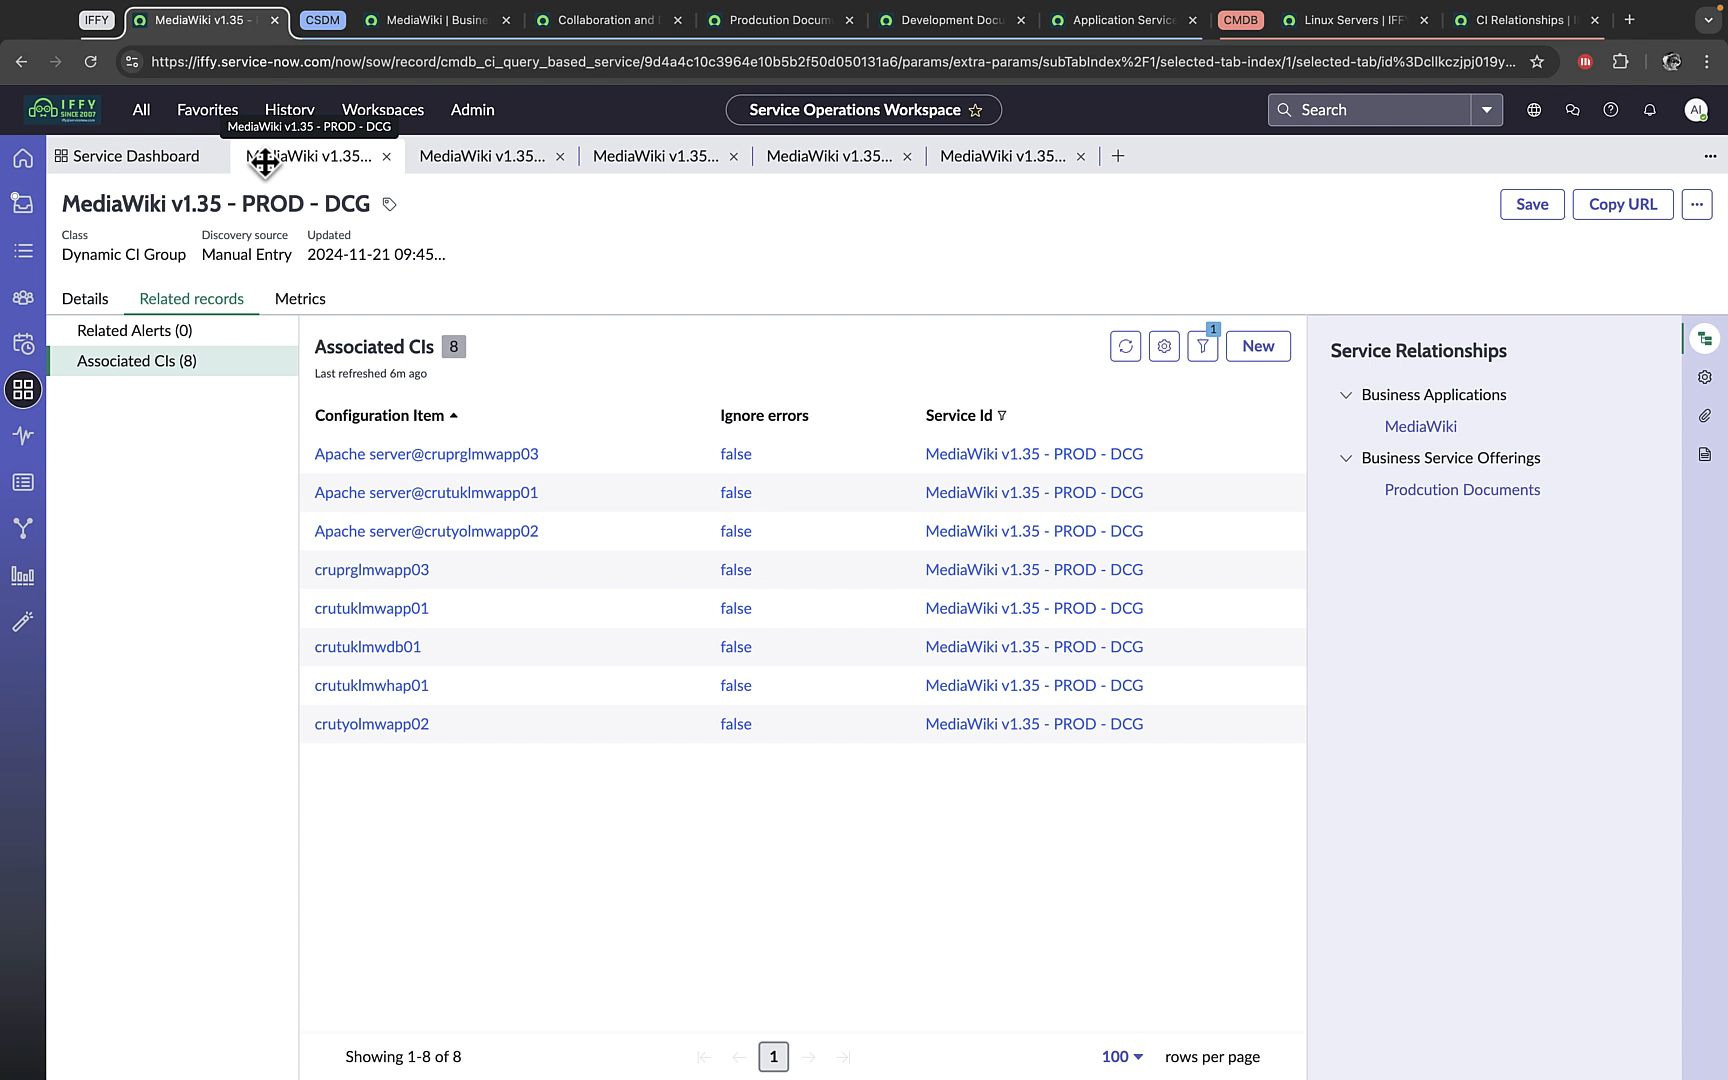 IFFY
MediaWiki v1.35 -
CSDM
MediaWiki | Busine
Collaboration and
Prodcution Docum
Development Docu
Application Service
CMDB
Linux Servers | IFF
CI Relationships |
https://iffy.service-now.com/now/sow/record/cmdb_ci_query_based_service/9d4a4c10c3964e10b5b2f50d050131a6/params/extra-params/subTabIndex%2F1/selected-tab-index/1/selected-tab/id%3Dcllkczjpj019y...
IFFY
SINCE 2007
All
Favorites
History
Workspaces
Admin
Service Operations Workspace
Search
AI
MediaWiki v1.35 - PROD - DCG
Service Dashboard
MediaWiki v1.35...
MediaWiki v1.35...
MediaWiki v1.35...
MediaWiki v1.35...
MediaWiki v1.35...
MediaWiki v1.35 - PROD - DCG
Save
Copy URL
Class
Discovery source
Updated
Dynamic CI Group
Manual Entry
2024-11-21 09:45...
Details
Related records
Metrics
Related Alerts (0)
Associated CIs (8)
Associated CIs 8
Last refreshed 6m ago
1
New
Configuration Item
Ignore errors
Service Id
Apache server@cruprglmwapp03 false MediaWiki v1.35 - PROD - DCG
Apache server@crutuklmwapp01 false MediaWiki v1.35 - PROD - DCG
Apache server@crutyolmwapp02 false MediaWiki v1.35 - PROD - DCG
cruprglmwapp03 false MediaWiki v1.35 - PROD - DCG
crutuklmwapp01 false MediaWiki v1.35 - PROD - DCG
crutuklmwdb01 false MediaWiki v1.35 - PROD - DCG
crutuklmwhap01 false MediaWiki v1.35 - PROD - DCG
crutyolmwapp02 false MediaWiki v1.35 - PROD - DCG
Showing 1-8 of 8
1
100
rows per page
Service Relationships
Business Applications
MediaWiki
Business Service Offerings
Prodcution Documents